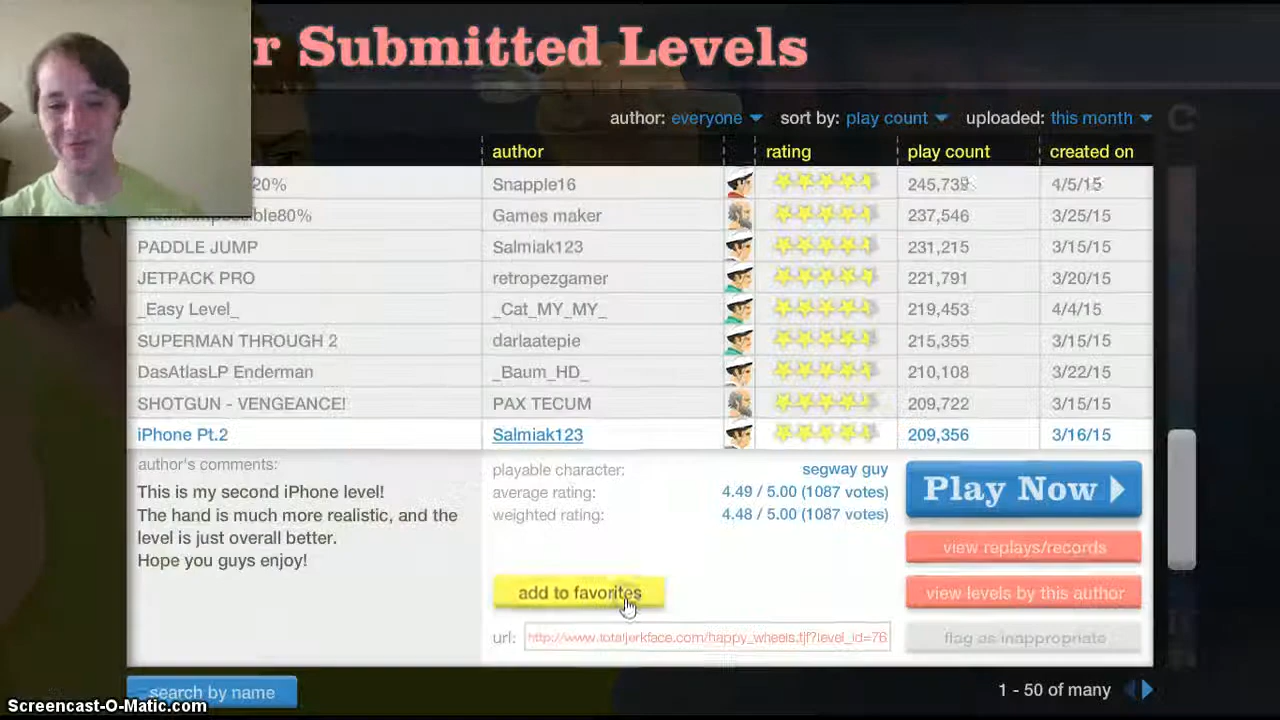 r Submitted Levels
author: everyone sort by: play count uploaded: this month
author rating play count created on
20% Snapple16 245,739 4/5/15
ible80% Games maker 237,546 3/25/15
PADDLE JUMP Salmiak123 231,215 3/15/15
JETPACK PRO retropezgamer 221,791 3/20/15
_Easy Level_ _Cat_MY_MY_ 219,453 4/4/15
SUPERMAN THROUGH 2 darlaatepie 215,355 3/15/15
DasAtlasLP Enderman _Baum_HD_ 210,108 3/22/15
SHOTGUN - VENGEANCE! PAX TECUM 209,722 3/15/15
iPhone Pt.2 Salmiak123 209,356 3/16/15
author's comments:
This is my second iPhone level!
The hand is much more realistic, and the
level is just overall better.
Hope you guys enjoy!
playable character: segway guy
average rating: 4.49 / 5.00 (1087 votes)
weighted rating: 4.48 / 5.00 (1087 votes)
add to favorites
url: http://www.totaljerkface.com/happy_wheels.tjf?level_id=76
Play Now
view replays/records
view levels by this author
flag as inappropriate
search by name
1 - 50 of many
Screencast-O-Matic.com